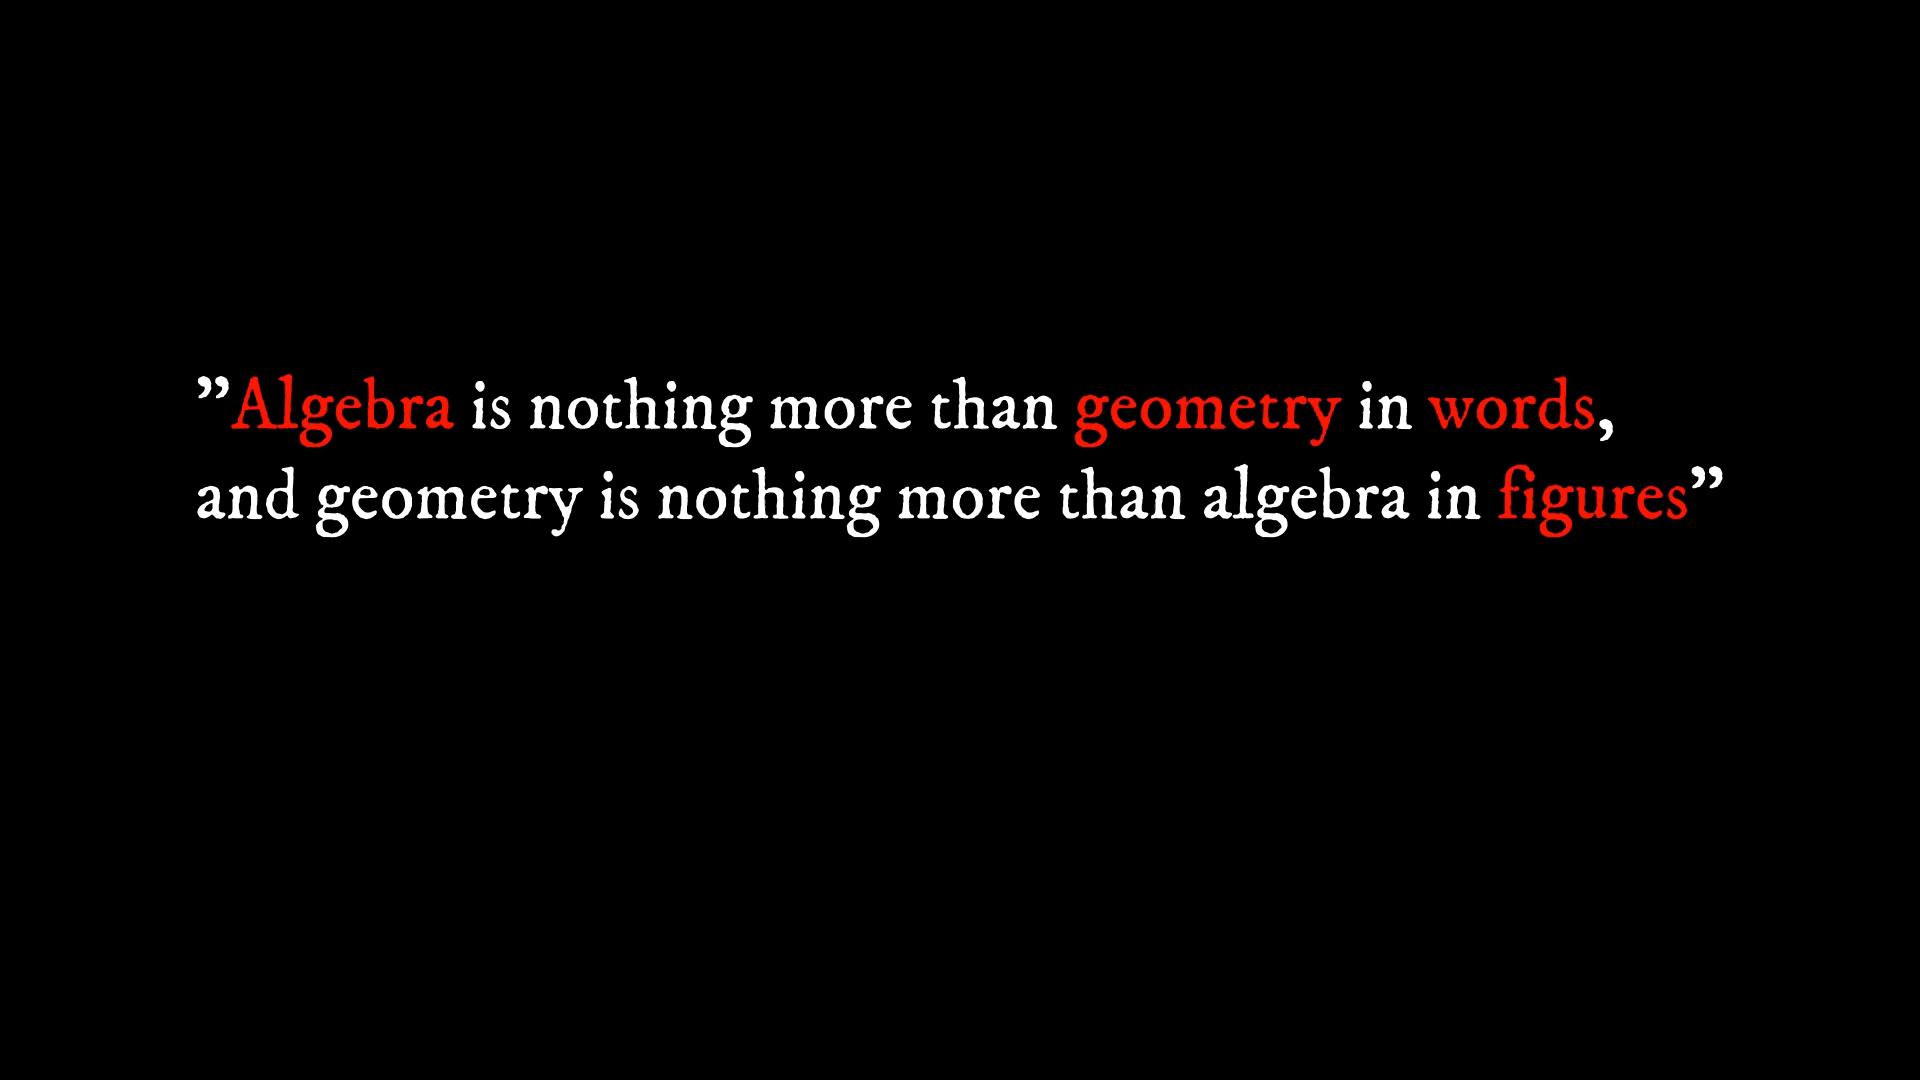 ”Algebra is nothing more than geometry in words,
and geometry is nothing more than algebra in figures”